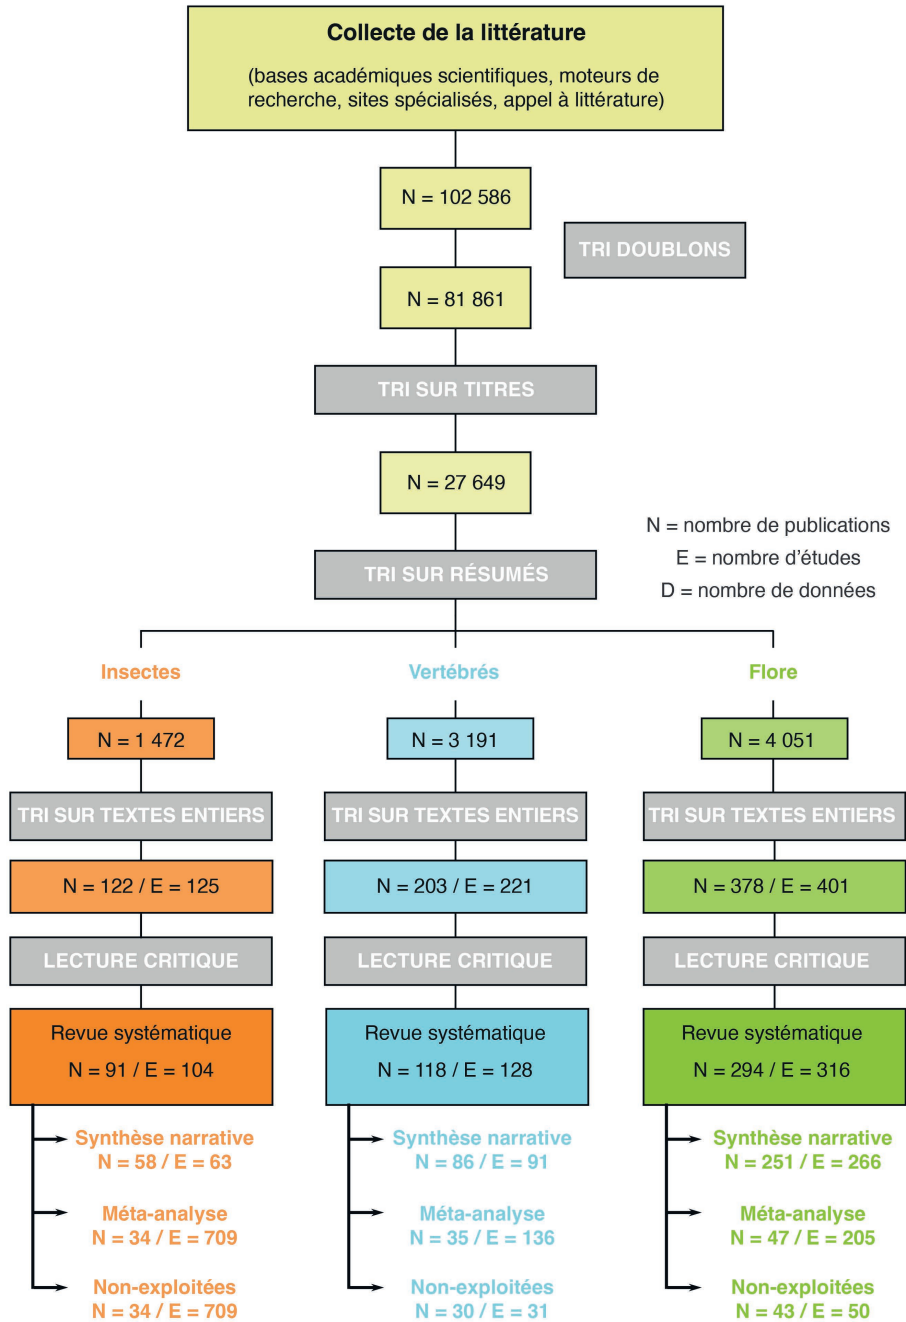 Collecte de la littérature
(bases académiques scientifiques, moteurs de
recherche, sites spécialisés, appel à littérature)
N = 102 586
TRI DOUBLONS
N = 81 861
TRI SUR TITRES
N = 27 649
N = nombre de publications
E = nombre d'études
D = nombre de données
TRI SUR RÉSUMÉS
Insectes
Vertébrés
Flore
N = 1 472
N = 3 191
N = 4 051
TRI SUR TEXTES ENTIERS
TRI SUR TEXTES ENTIERS
TRI SUR TEXTES ENTIERS
N = 122 / E = 125
N = 203 / E = 221
N = 378 / E = 401
LECTURE CRITIQUE
LECTURE CRITIQUE
LECTURE CRITIQUE
Revue systématique
N = 91 / E = 104
Revue systématique
N = 118 / E = 128
Revue systématique
N = 294 / E = 316
Synthèse narrative
N = 58 / E = 63
Méta-analyse
N = 34 / E = 709
Non-exploitées
N = 34 / E = 709
Synthèse narrative
N = 86 / E = 91
Méta-analyse
N = 35 / E = 136
Non-exploitées
N = 30 / E = 31
Synthèse narrative
N = 251 / E = 266
Méta-analyse
N = 47 / E = 205
Non-exploitées
N = 43 / E = 50